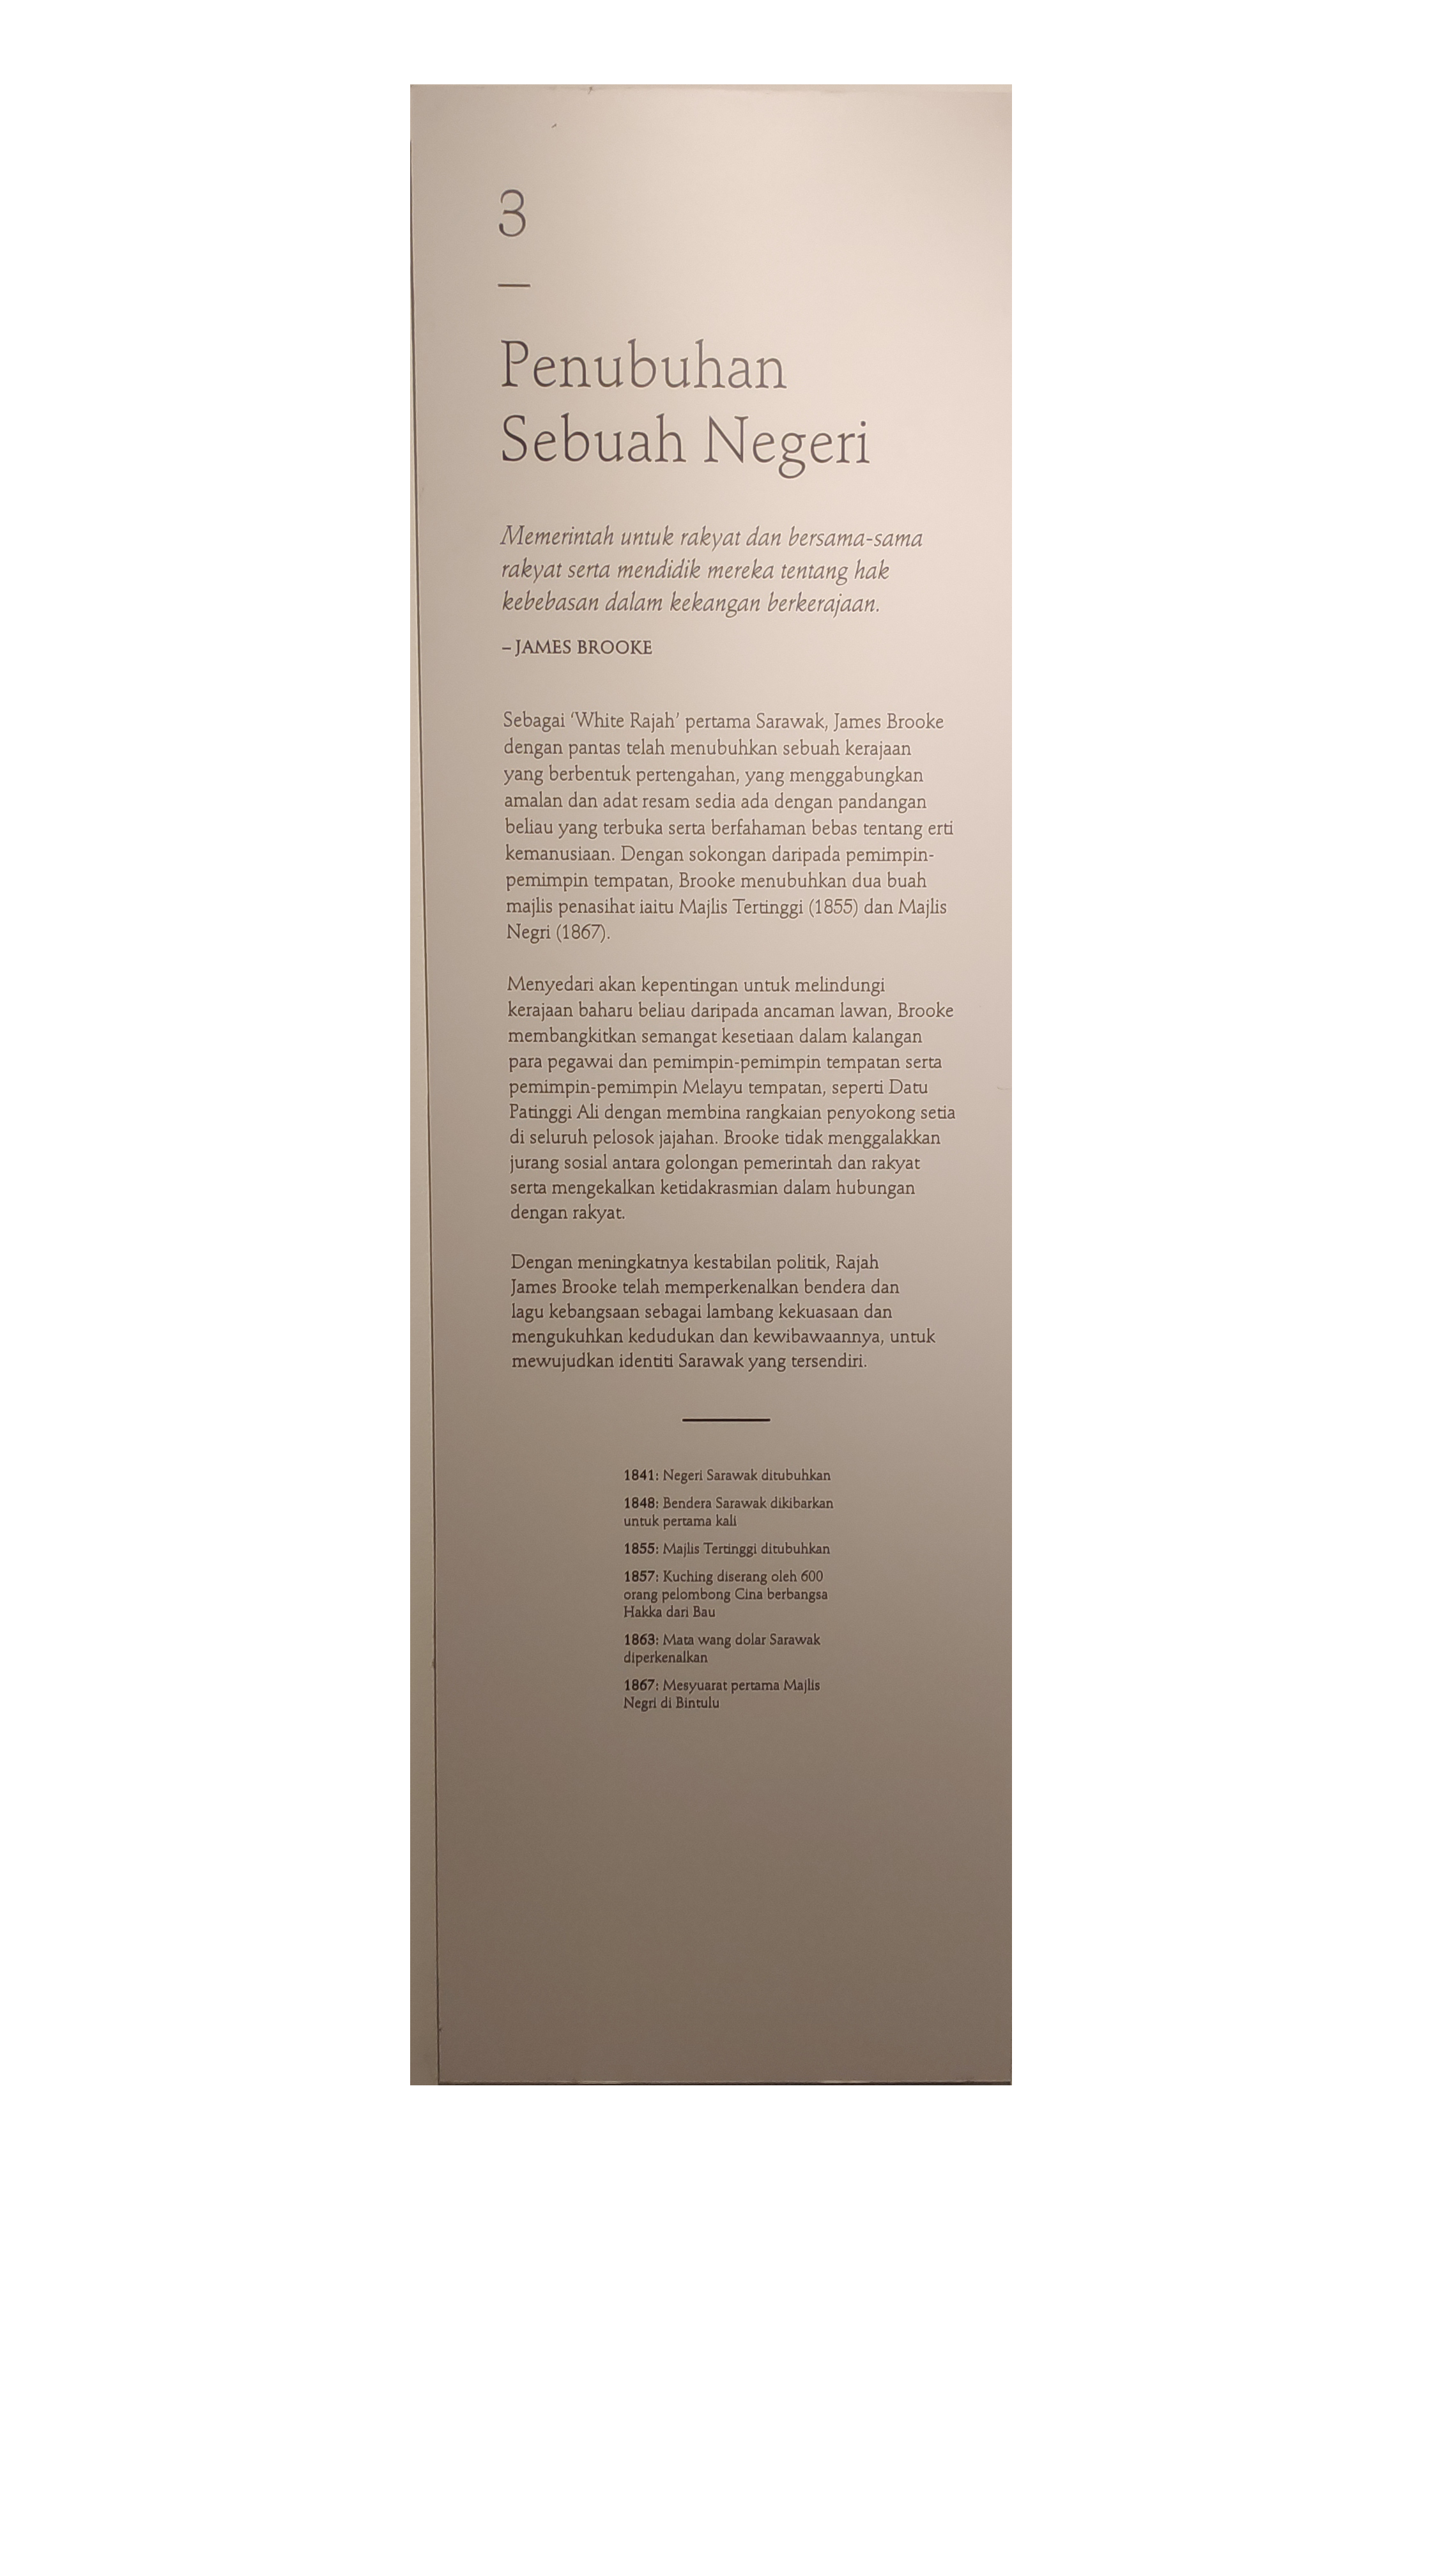 3
Penubuhan
Sebuah Negeri
Memerintah untuk rakyat dan bersama-sama
rakyat serta mendidik mereka tentang hak
kebebasan dalam kekangan berkerajaan.
– JAMES BROOKE
Sebagai ‘White Rajah’ pertama Sarawak, James Brooke
dengan pantas telah menubuhkan sebuah kerajaan
yang berbentuk pertengahan, yang menggabungkan
amalan dan adat resam sedia ada dengan pandangan
beliau yang terbuka serta berfahaman bebas tentang erti
kemanusiaan. Dengan sokongan daripada pemimpin-
pemimpin tempatan, Brooke menubuhkan dua buah
majlis penasihat iaitu Majlis Tertinggi (1855) dan Majlis
Negri (1867).
Menyedari akan kepentingan untuk melindungi
kerajaan baharu beliau daripada ancaman lawan, Brooke
membangkitkan semangat kesetiaan dalam kalangan
para pegawai dan pemimpin-pemimpin tempatan serta
pemimpin-pemimpin Melayu tempatan, seperti Datu
Patinggi Ali dengan membina rangkaian penyokong setia
di seluruh pelosok jajahan. Brooke tidak menggalakkan
jurang sosial antara golongan pemerintah dan rakyat
serta mengekalkan ketidakrasmian dalam hubungan
dengan rakyat.
Dengan meningkatnya kestabilan politik, Rajah
James Brooke telah memperkenalkan bendera dan
lagu kebangsaan sebagai lambang kekuasaan dan
mengukuhkan kedudukan dan kewibawaannya, untuk
mewujudkan identiti Sarawak yang tersendiri.
1841: Negeri Sarawak ditubuhkan
1848: Bendera Sarawak dikibarkan
untuk pertama kali
1855: Majlis Tertinggi ditubuhkan
1857: Kuching diserang oleh 600
orang pelombong Cina berbangsa
Hakka dari Bau
1863: Mata wang dolar Sarawak
diperkenalkan
1867: Mesyuarat pertama Majlis
Negri di Bintulu